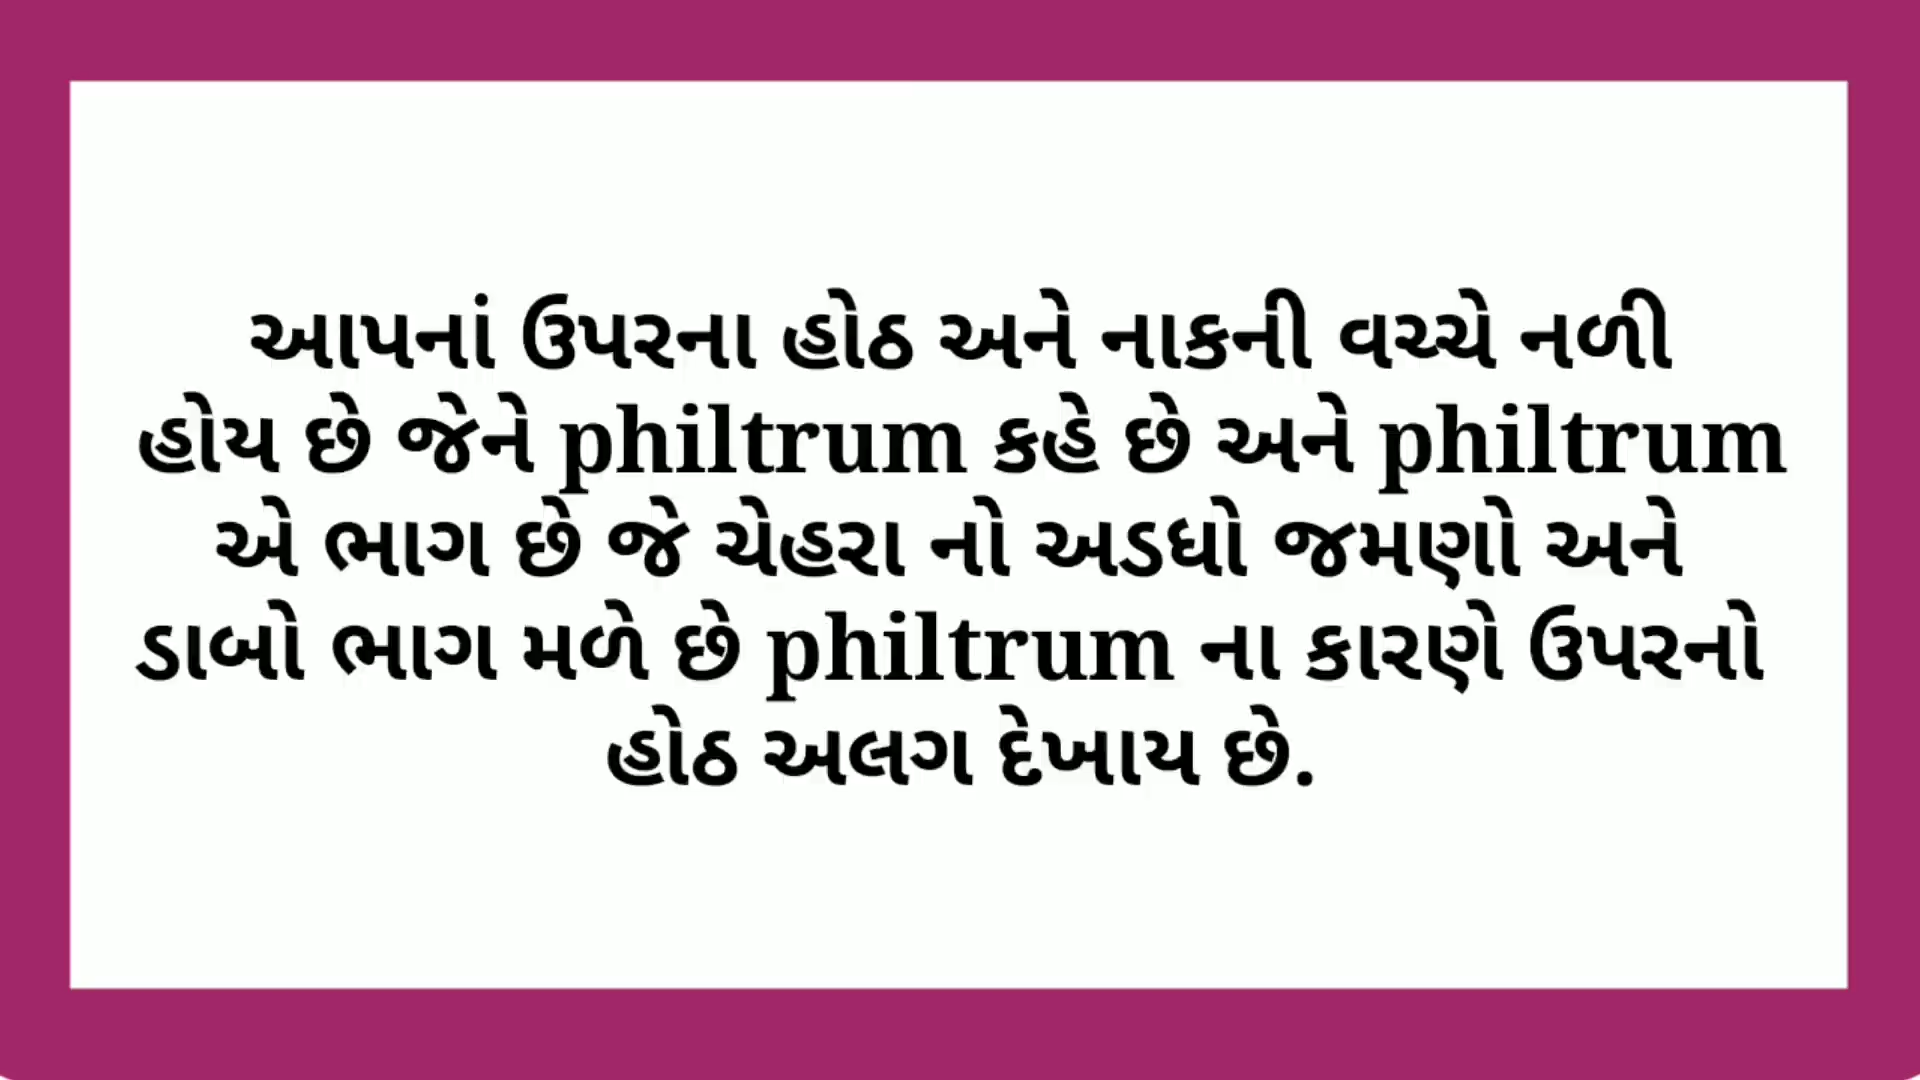 આપનાં ઉપરના હોઠ અને નાકની વચ્ચે નળી
હોય છે જેને philtrum કહે છે અને philtrum
એ ભાગ છે જે ચેહરા નો અડધો જમણો અને
ડાબો ભાગ મળે છે philtrum ના કારણે ઉપરનો
હોઠ અલગ દેખાય છે.